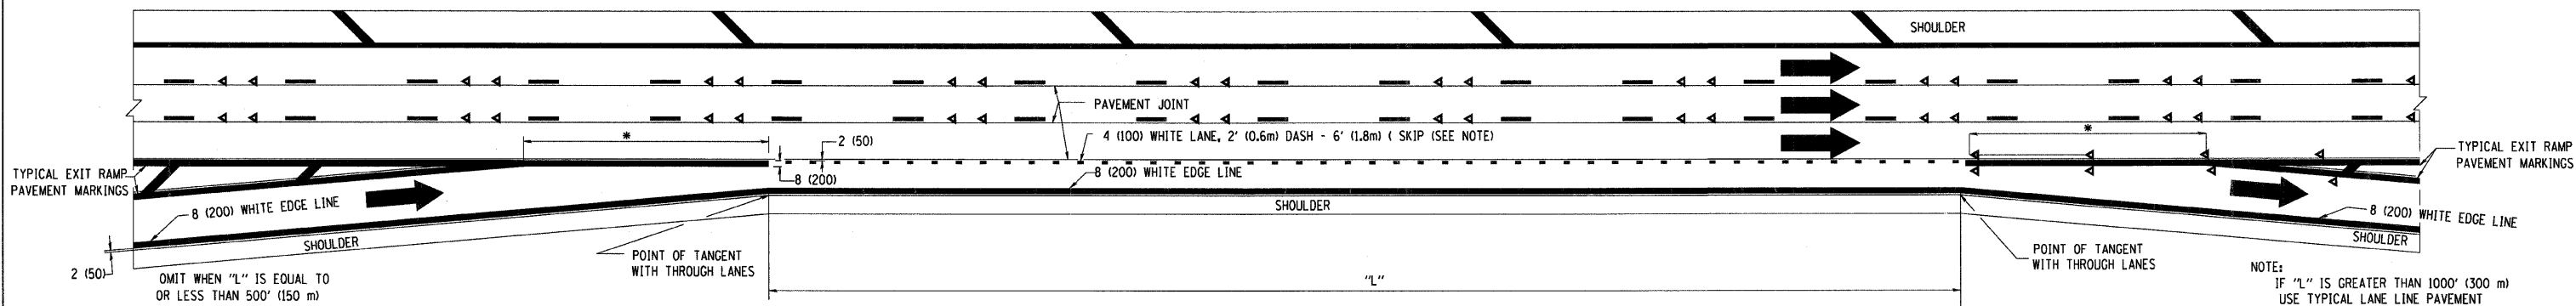 SHOULDER
PAVEMENT JOINT
*
2 (50)
4 (100) WHITE LANE, 2' (0.6m) DASH - 6' (1.8m) ( SKIP (SEE NOTE)
*
TYPICAL EXIT RAMP
PAVEMENT MARKINGS
8 (200)
8 (200) WHITE EDGE LINE
TYPICAL EXIT RAMP
PAVEMENT MARKINGS
8 (200) WHITE EDGE LINE
SHOULDER
8 (200) WHITE EDGE LINE
SHOULDER
SHOULDER
2 (50)
POINT OF TANGENT
WITH THROUGH LANES
POINT OF TANGENT
WITH THROUGH LANES
OMIT WHEN "L" IS EQUAL TO
OR LESS THAN 500' (150 m)
"L"
NOTE:
IF "L" IS GREATER THAN 1000' (300 m)
USE TYPICAL LANE LINE PAVEMENT